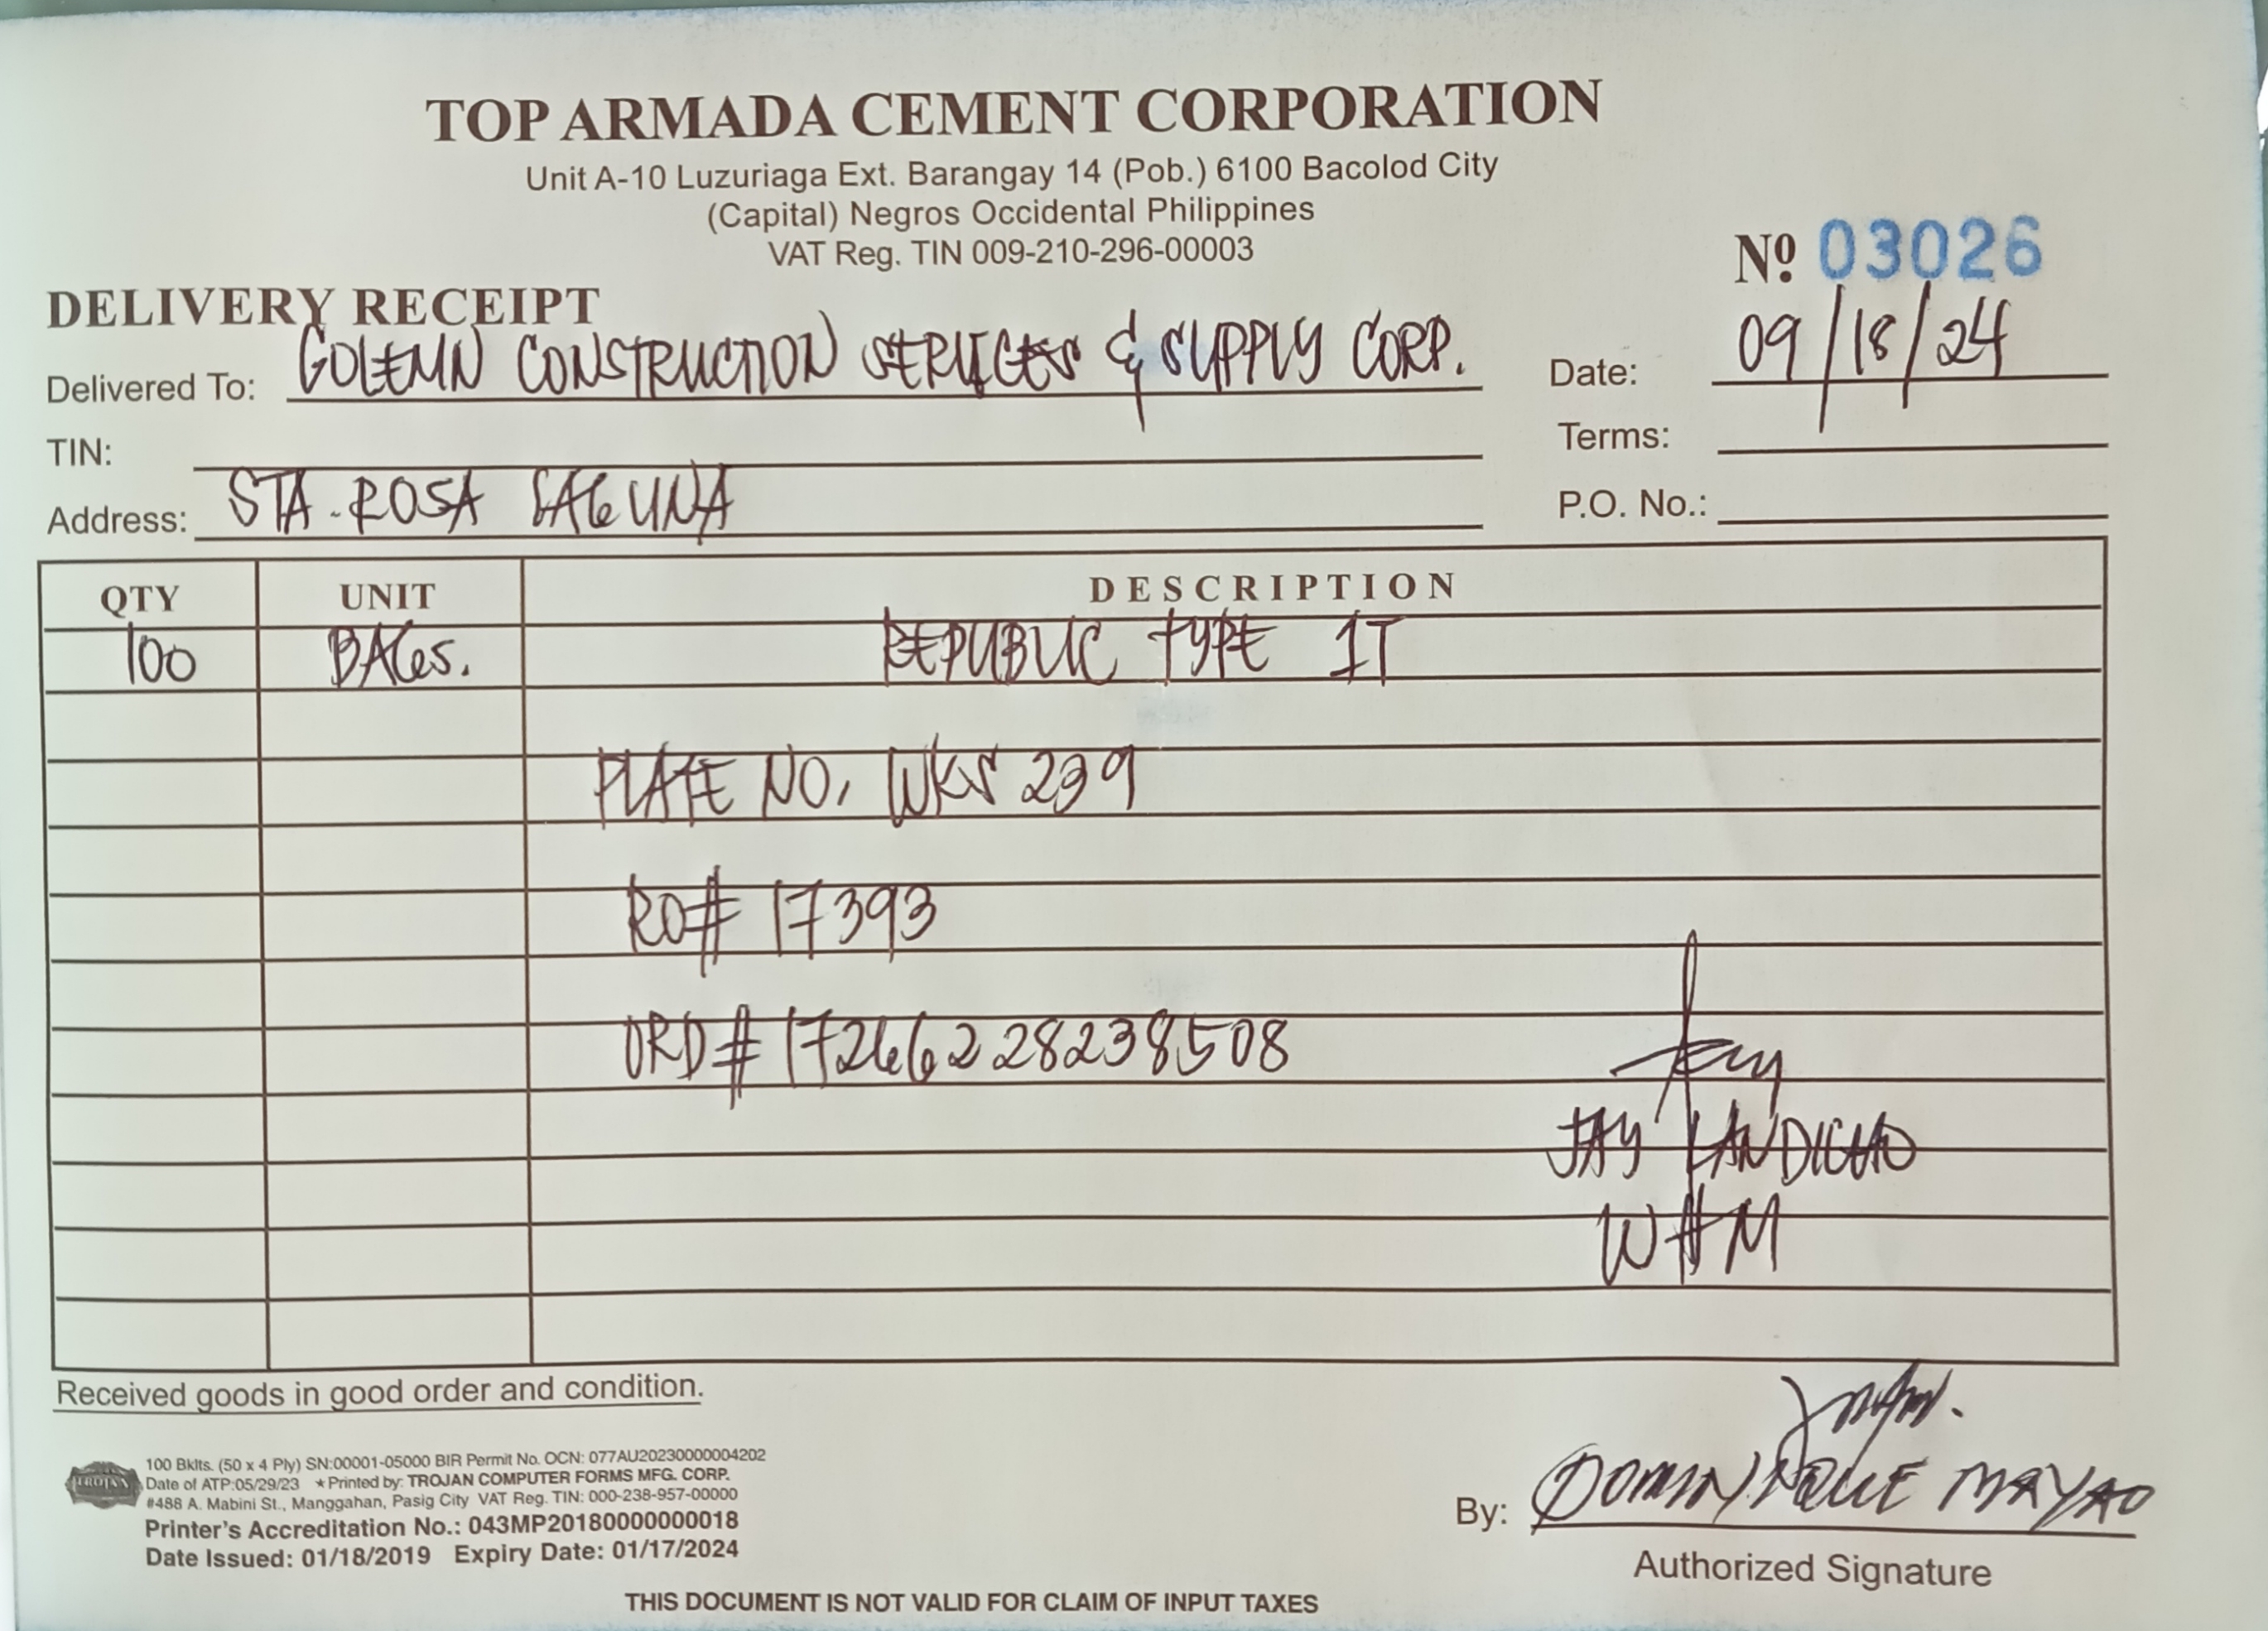 TOP ARMADA CEMENT CORPORATION
Unit A-10 Luzuriaga Ext. Barangay 14 (Pob.) 6100 Bacolod City
(Capital) Negros Occidental Philippines
VAT Reg. TIN 009-210-296-00003
Nº 03026
DELIVERY RECEIPT
Delivered To: GOLEMN CONSTRUCTION SERVICES & SUPPLY CORP.
Date: 09/18/24
TIN:
Terms:
Address: STA. ROSA LAGUNA
P.O. No.:
QTY UNIT DESCRIPTION
100 BAGS. REPUBLIC TYPE 1T
PLATE NO. WKS 239
RO# 17393
ORD# 17266228238508
JAY LANDICHO
WHM
Received goods in good order and condition.
TROJAN
100 Bklts. (50 x 4 Ply) SN:00001-05000 BIR Permit No. OCN: 077AU20230000004202
Date of ATP:05/29/23 ★Printed by: TROJAN COMPUTER FORMS MFG. CORP.
#488 A. Mabini St., Manggahan, Pasig City VAT Reg. TIN: 000-238-957-00000
Printer's Accreditation No.: 043MP20180000000018
Date Issued: 01/18/2019 Expiry Date: 01/17/2024
By: DOMINIQUE MAYAO
Authorized Signature
THIS DOCUMENT IS NOT VALID FOR CLAIM OF INPUT TAXES